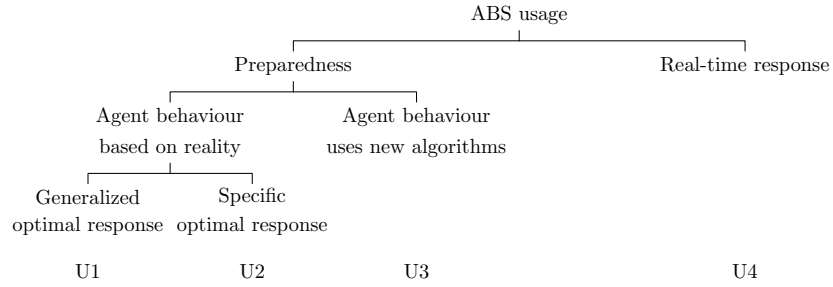 ABS usage
Preparedness
Real-time response
Agent behaviour
based on reality
Agent behaviour
uses new algorithms
Generalized
optimal response
Specific
optimal response
U1
U2
U3
U4